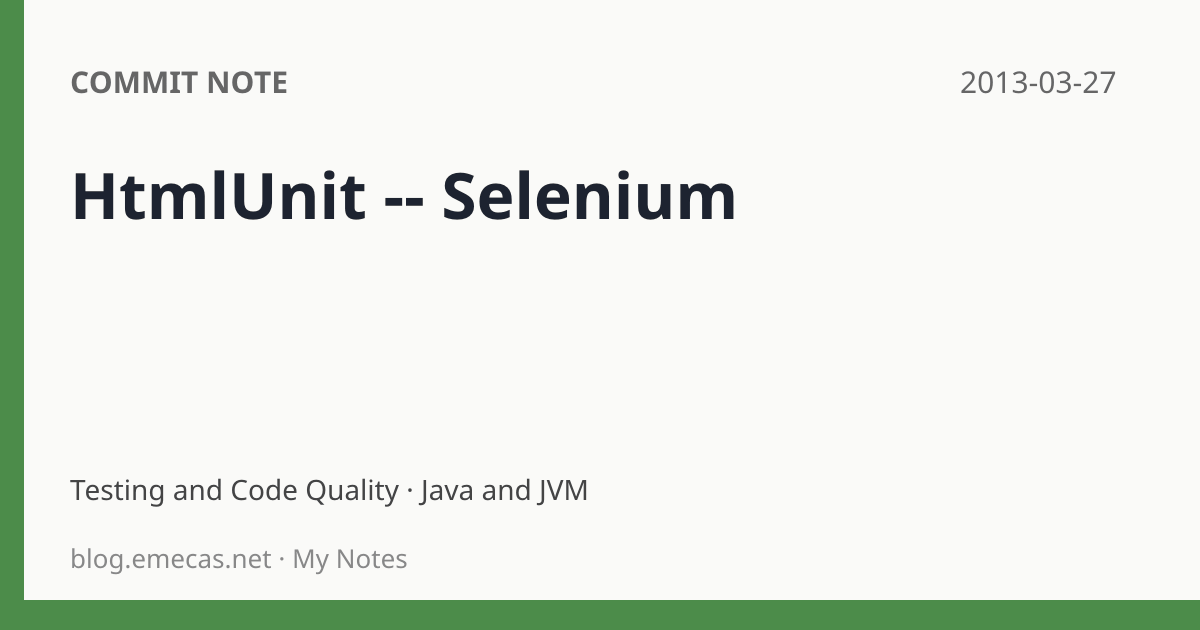 COMMIT NOTE
2013-03-27
HtmlUnit -- Selenium
Testing and Code Quality · Java and JVM
blog.emecas.net · My Notes